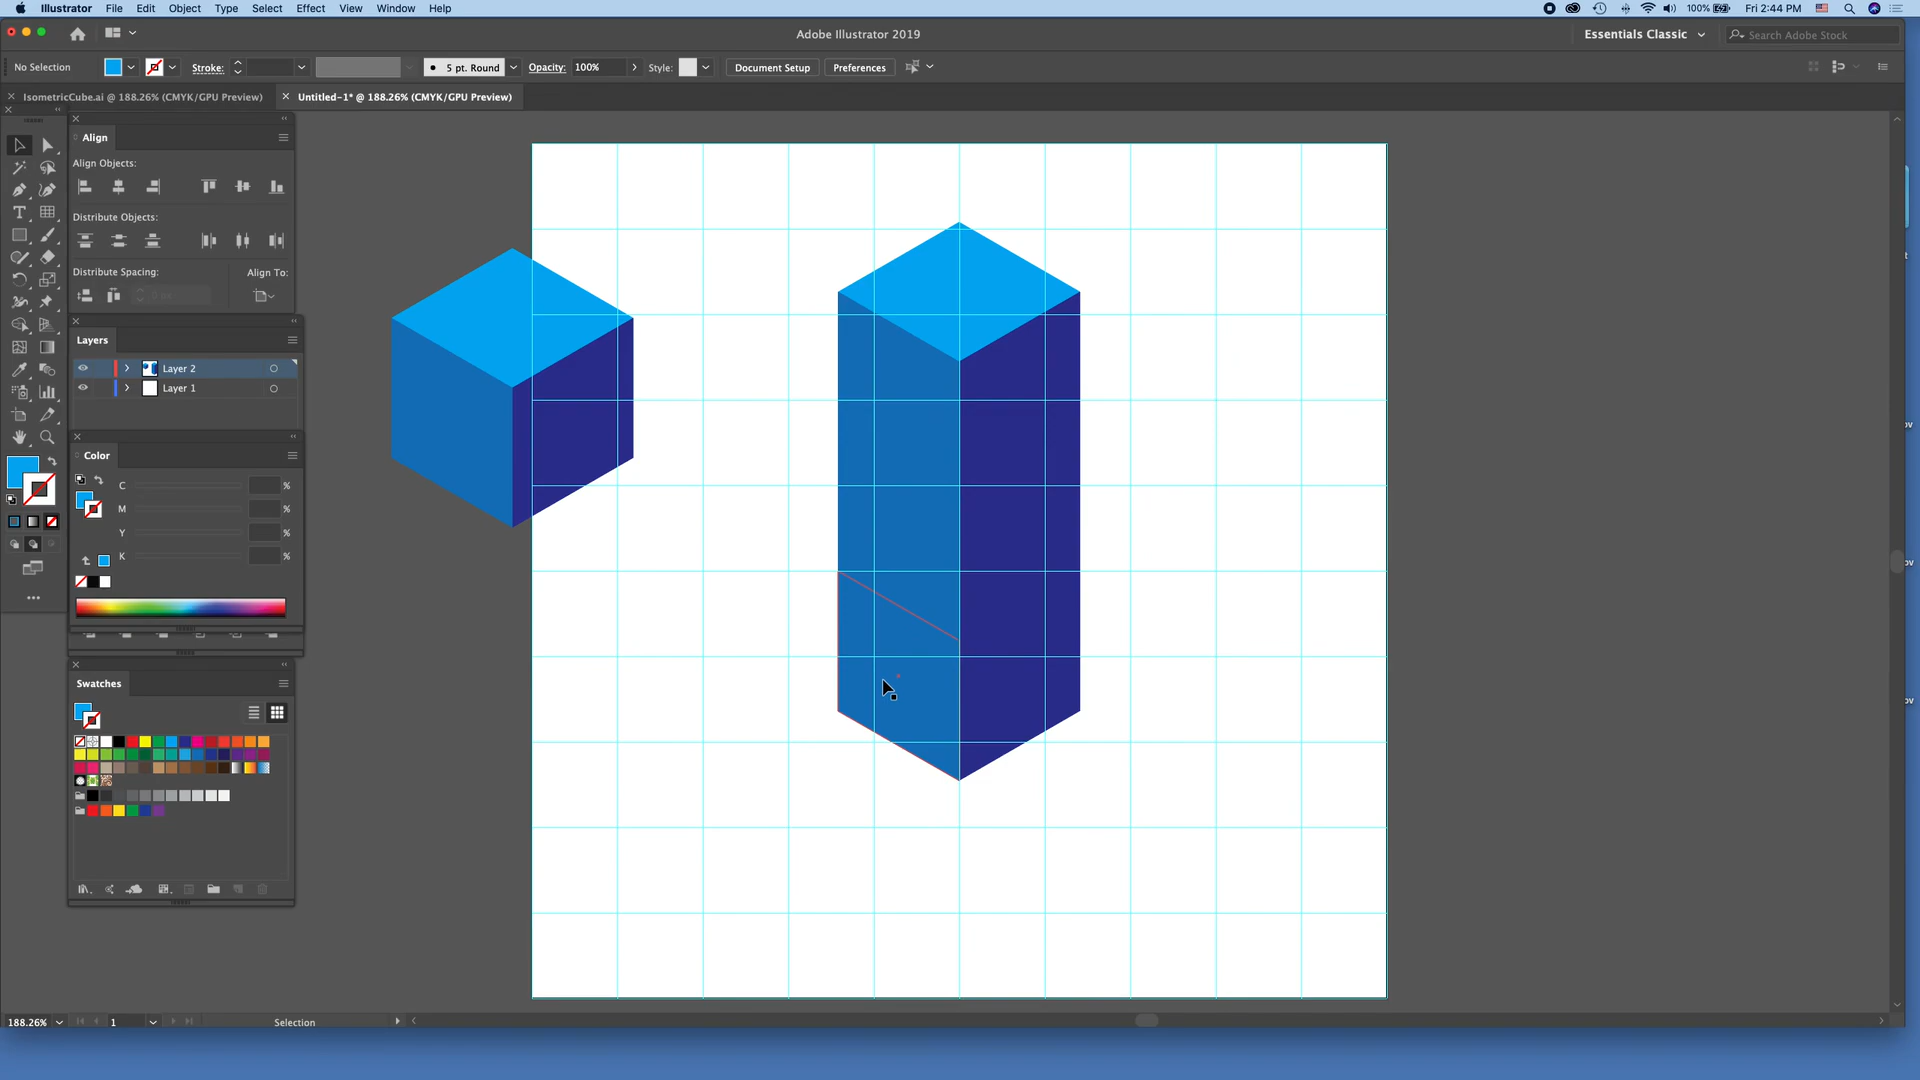 Illustrator File Edit Object Type Select Effect View Window Help 100% Fri 2:44 PM
Adobe Illustrator 2019 Essentials Classic Search Adobe Stock
No Selection Stroke: 5 pt. Round Opacity: 100% Style: Document Setup Preferences
IsometricCube.ai @ 188.26% (CMYK/GPU Preview) Untitled-1* @ 188.26% (CMYK/GPU Preview)
Align
Align Objects:
Distribute Objects:
Distribute Spacing: Align To:
Layers
Layer 2
Layer 1
Color
C %
M %
Y %
K %
Swatches
188.26% 1 Selection